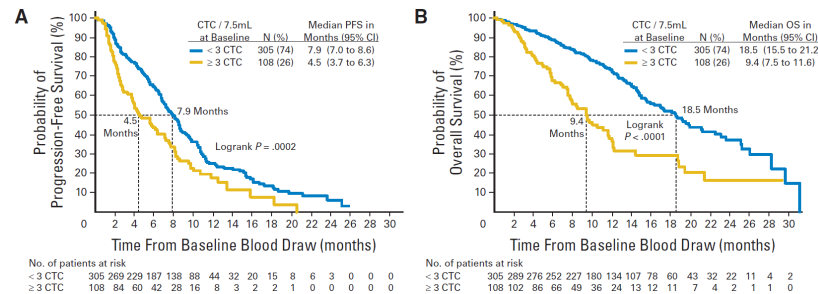 A
Probability of
Progression-Free Survival (%)
100
90
80
70
60
50
40
30
20
10
0
2 4 6 8 10 12 14 16 18 20 22 24 26 28 30
Time From Baseline Blood Draw (months)
CTC / 7.5mL at Baseline N (%) Median PFS in Months (95% CI)
< 3 CTC 305 (74) 7.9 (7.0 to 8.6)
≥ 3 CTC 108 (26) 4.5 (3.7 to 6.3)
7.9 Months
4.5
Months
Logrank P = .0002
No. of patients at risk
< 3 CTC 305 269 229 187 138 88 44 32 20 15 8 6 3 0 0 0
≥ 3 CTC 108 84 60 42 28 16 8 3 2 2 1 0 0 0 0 0
B
Probability of
Overall Survival (%)
100
90
80
70
60
50
40
30
20
10
0
2 4 6 8 10 12 14 16 18 20 22 24 26 28 30
Time From Baseline Blood Draw (months)
CTC / 7.5mL at Baseline N (%) Median OS in Months (95% CI)
< 3 CTC 305 (74) 18.5 (15.5 to 21.2
≥ 3 CTC 108 (26) 9.4 (7.5 to 11.6)
18.5 Months
9.4
Months
Logrank
P < .0001
No. of patients at risk
< 3 CTC 305 289 276 252 227 180 134 107 78 60 43 32 22 11 4 2
≥ 3 CTC 108 102 86 66 49 36 24 13 12 11 7 4 2 1 1 0